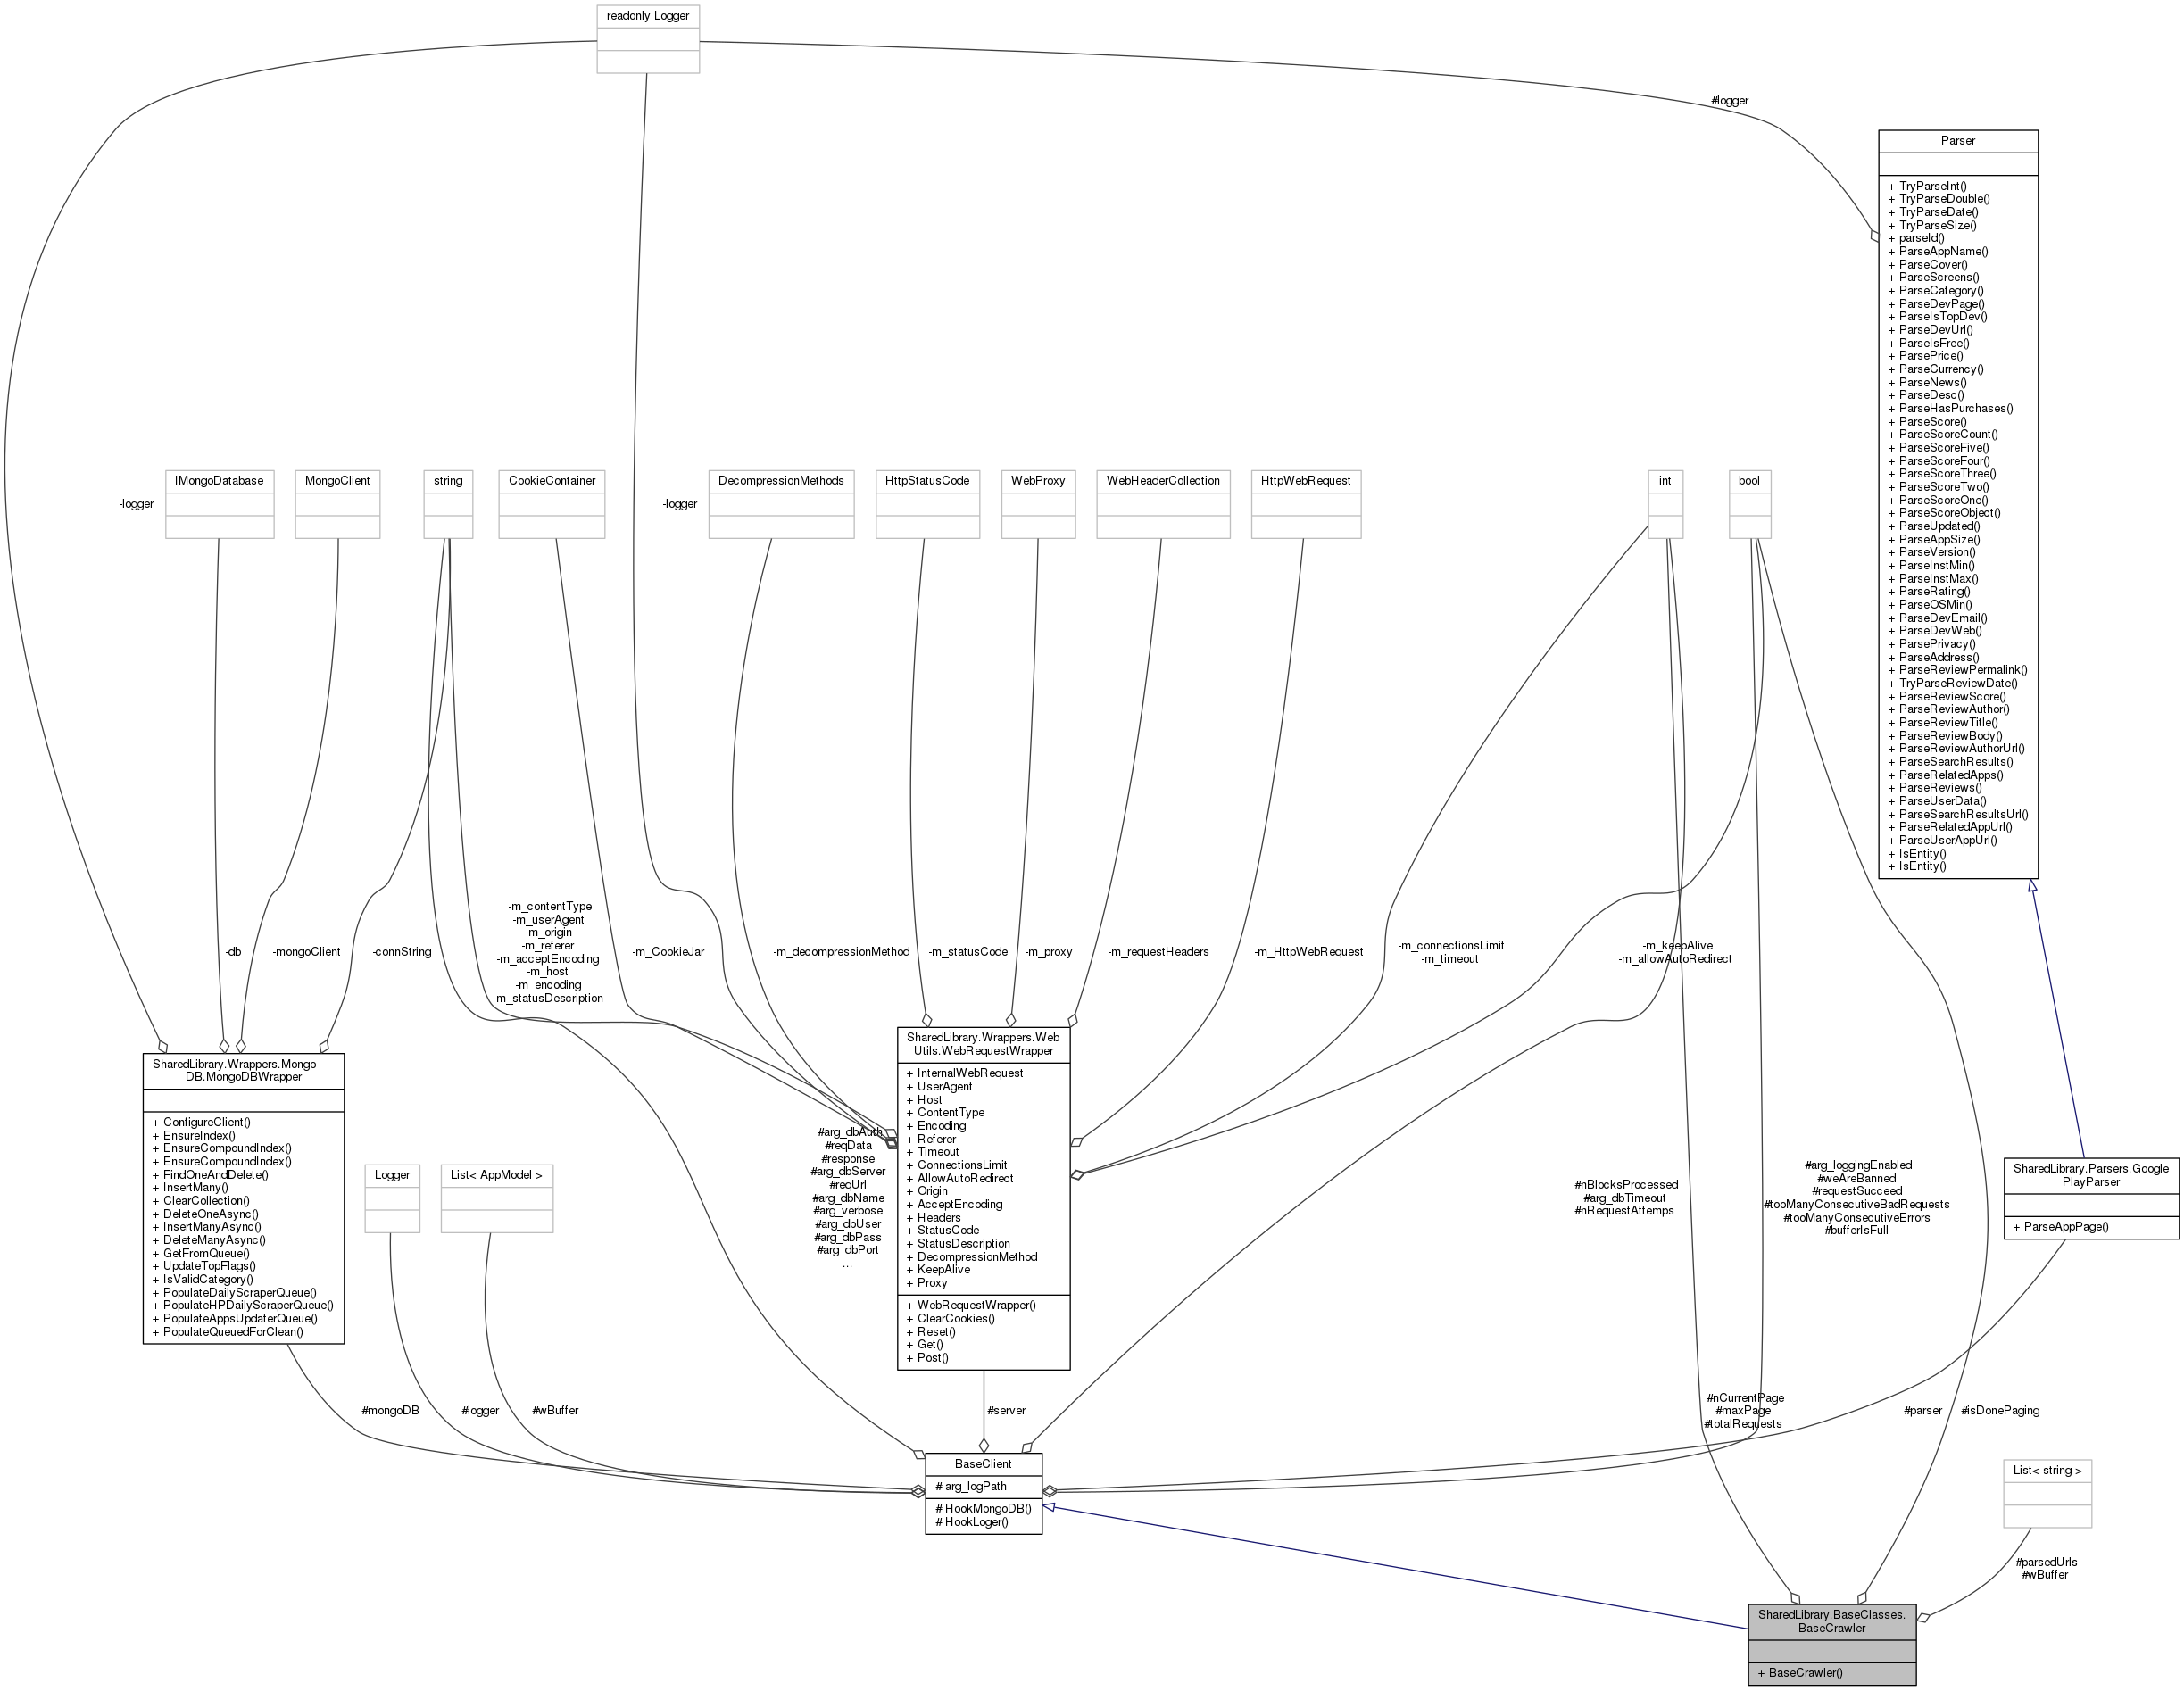 readonly Logger
#logger
Parser
+ TryParseInt()
+ TryParseDouble()
+ TryParseDate()
+ TryParseSize()
+ parseId()
+ ParseAppName()
+ ParseCover()
+ ParseScreens()
+ ParseCategory()
+ ParseDevPage()
+ ParseIsTopDev()
+ ParseDevUrl()
+ ParseIsFree()
+ ParsePrice()
+ ParseCurrency()
+ ParseNews()
+ ParseDesc()
+ ParseHasPurchases()
+ ParseScore()
+ ParseScoreCount()
+ ParseScoreFive()
+ ParseScoreFour()
+ ParseScoreThree()
+ ParseScoreTwo()
+ ParseScoreOne()
+ ParseScoreObject()
+ ParseUpdated()
+ ParseAppSize()
+ ParseVersion()
+ ParseInstMin()
+ ParseInstMax()
+ ParseRating()
+ ParseOSMin()
+ ParseDevEmail()
+ ParseDevWeb()
+ ParsePrivacy()
+ ParseAddress()
+ ParseReviewPermalink()
+ TryParseReviewDate()
+ ParseReviewScore()
+ ParseReviewAuthor()
+ ParseReviewTitle()
+ ParseReviewBody()
+ ParseReviewAuthorUrl()
+ ParseSearchResults()
+ ParseRelatedApps()
+ ParseReviews()
+ ParseUserData()
+ ParseSearchResultsUrl()
+ ParseRelatedAppUrl()
+ ParseUserAppUrl()
+ IsEntity()
+ IsEntity()
IMongoDatabase
MongoClient
string
CookieContainer
DecompressionMethods
HttpStatusCode
WebProxy
WebHeaderCollection
HttpWebRequest
int
bool
-logger
-logger
-db
-mongoClient
-connString
-m_contentType
-m_userAgent
-m_origin
-m_referer
-m_acceptEncoding
-m_host
-m_encoding
-m_statusDescription
-m_CookieJar
-m_decompressionMethod
-m_statusCode
-m_proxy
-m_requestHeaders
-m_HttpWebRequest
-m_connectionsLimit
-m_timeout
-m_keepAlive
-m_allowAutoRedirect
SharedLibrary.Wrappers.Mongo
DB.MongoDBWrapper
+ ConfigureClient()
+ EnsureIndex()
+ EnsureCompoundIndex()
+ EnsureCompoundIndex()
+ FindOneAndDelete()
+ InsertMany()
+ ClearCollection()
+ DeleteOneAsync()
+ InsertManyAsync()
+ DeleteManyAsync()
+ GetFromQueue()
+ UpdateTopFlags()
+ IsValidCategory()
+ PopulateDailyScraperQueue()
+ PopulateHPDailyScraperQueue()
+ PopulateAppsUpdaterQueue()
+ PopulateQueuedForClean()
Logger
List< AppModel >
#arg_dbAuth
#reqData
#response
#arg_dbServer
#reqUrl
#arg_dbName
#arg_verbose
#arg_dbUser
#arg_dbPass
#arg_dbPort
...
SharedLibrary.Wrappers.Web
Utils.WebRequestWrapper
+ InternalWebRequest
+ UserAgent
+ Host
+ ContentType
+ Encoding
+ Referer
+ Timeout
+ ConnectionsLimit
+ AllowAutoRedirect
+ Origin
+ AcceptEncoding
+ Headers
+ StatusCode
+ StatusDescription
+ DecompressionMethod
+ KeepAlive
+ Proxy
+ WebRequestWrapper()
+ ClearCookies()
+ Reset()
+ Get()
+ Post()
#nBlocksProcessed
#arg_dbTimeout
#nRequestAttemps
#arg_loggingEnabled
#weAreBanned
#requestSucceed
#tooManyConsecutiveBadRequests
#tooManyConsecutiveErrors
#bufferIsFull
SharedLibrary.Parsers.Google
PlayParser
+ ParseAppPage()
#mongoDB
#logger
#wBuffer
#server
#nCurrentPage
#maxPage
#totalRequests
#parser
#isDonePaging
BaseClient
# arg_logPath
# HookMongoDB()
# HookLoger()
List< string >
#parsedUrls
#wBuffer
SharedLibrary.BaseClasses.
BaseCrawler
+ BaseCrawler()